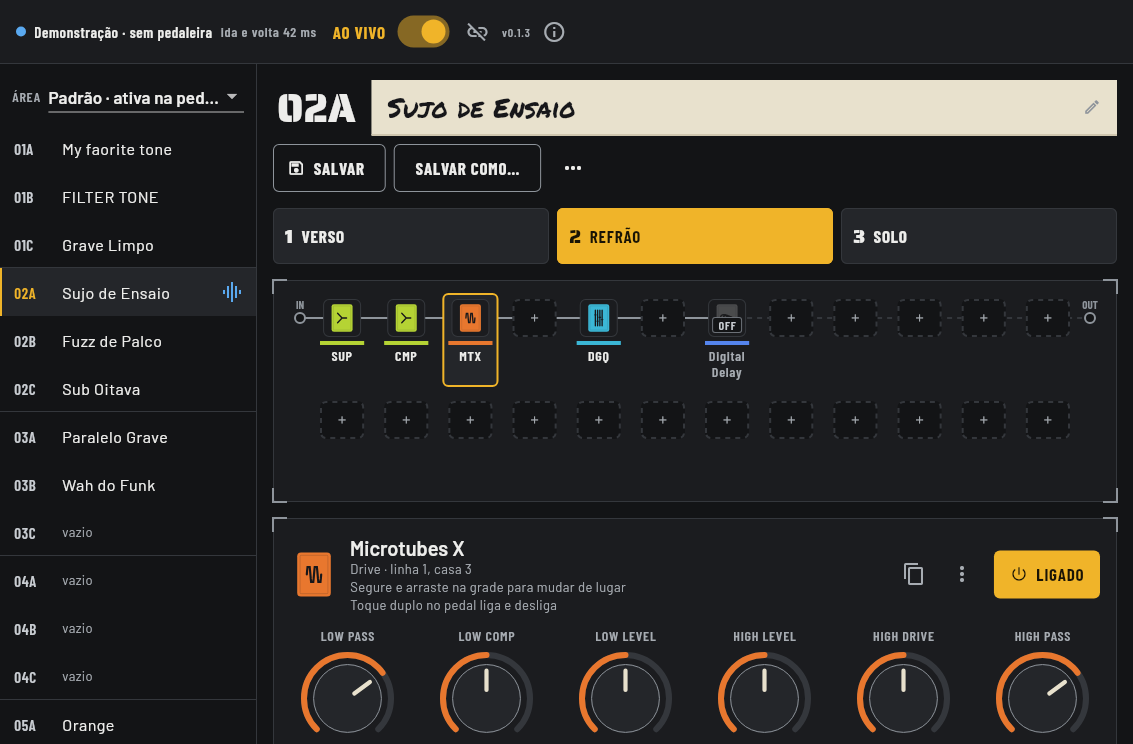 Demonstração · sem pedaleira Ida e volta 42 ms AO VIVO v0.1.3
ÁREA Padrão · ativa na ped...
01A My faorite tone
01B FILTER TONE
01C Grave Limpo
02A Sujo de Ensaio
02B Fuzz de Palco
02C Sub Oitava
03A Paralelo Grave
03B Wah do Funk
03C vazio
04A vazio
04B vazio
04C vazio
05A Orange
02A Sujo de Ensaio
SALVAR SALVAR COMO... ...
1 VERSO 2 REFRÃO 3 SOLO
IN OUT
+ + OFF + + + + +
SUP CMP MTX DGQ Digital Delay
+ + + + + + + + + + + +
Microtubes X
Drive · linha 1, casa 3
Segure e arraste na grade para mudar de lugar
Toque duplo no pedal liga e desliga
LIGADO
LOW PASS LOW COMP LOW LEVEL HIGH LEVEL HIGH DRIVE HIGH PASS